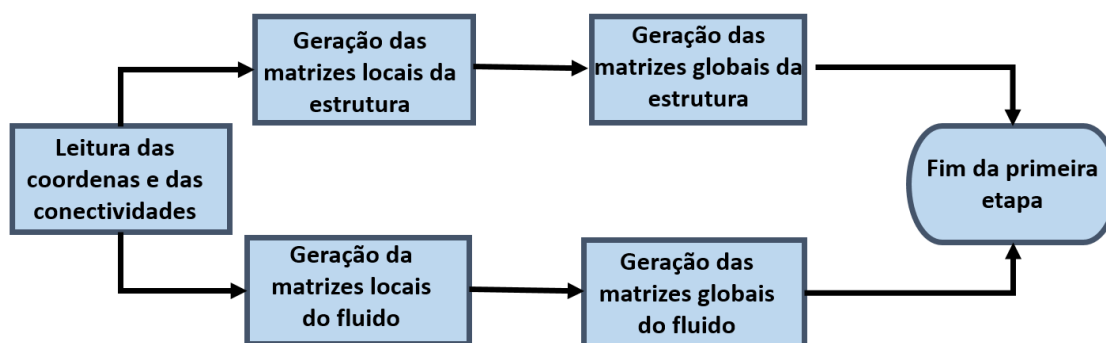 Geração das
matrizes locais da
estrutura
Geração das
matrizes globais da
estrutura
Leitura das
coordenas e das
conectividades
Fim da primeira
etapa
Geração da
matrizes locais
do fluido
Geração das
matrizes globais
do fluido